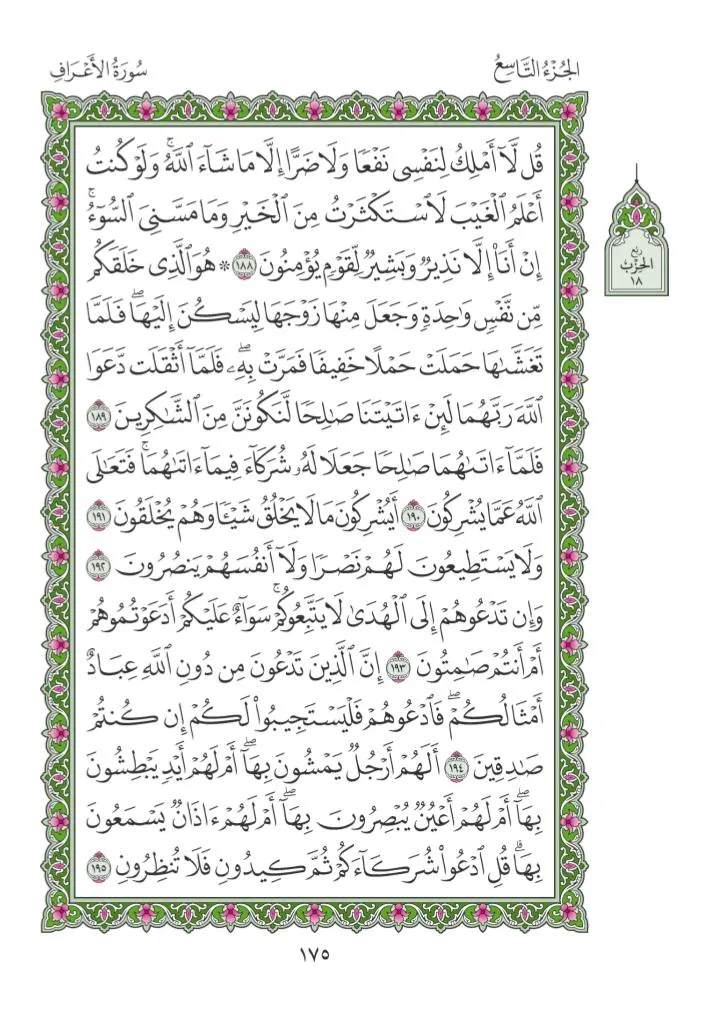 الجُزْءُ التَّاسِعُ
سُورَةُ الأَعْرَافِ
قُل لَّآ أَمْلِكُ لِنَفْسِى نَفْعًا وَلَا ضَرًّا إِلَّا مَا شَآءَ ٱللَّهُۚ وَلَوْ كُنتُ
أَعْلَمُ ٱلْغَيْبَ لَٱسْتَكْثَرْتُ مِنَ ٱلْخَيْرِ وَمَا مَسَّنِىَ ٱلسُّوٓءُۚ
إِنْ أَنَا۠ إِلَّا نَذِيرٌ وَبَشِيرٌ لِّقَوْمٍ يُؤْمِنُونَ ١٨٨ ۞ هُوَ ٱلَّذِى خَلَقَكُم
مِّن نَّفْسٍ وَٰحِدَةٍ وَجَعَلَ مِنْهَا زَوْجَهَا لِيَسْكُنَ إِلَيْهَاۖ فَلَمَّا
تَغَشَّىٰهَا حَمَلَتْ حَمْلًا خَفِيفًا فَمَرَّتْ بِهِۦۖ فَلَمَّآ أَثْقَلَت دَّعَوَا
ٱللَّهَ رَبَّهُمَا لَئِنْ ءَاتَيْتَنَا صَٰلِحًا لَّنَكُونَنَّ مِنَ ٱلشَّٰكِرِينَ ١٨٩
فَلَمَّآ ءَاتَىٰهُمَا صَٰلِحًا جَعَلَا لَهُۥ شُرَكَآءَ فِيمَآ ءَاتَىٰهُمَاۚ فَتَعَٰلَى
ٱللَّهُ عَمَّا يُشْرِكُونَ ١٩٠ أَيُشْرِكُونَ مَا لَا يَخْلُقُ شَيْـًٔا وَهُمْ يُخْلَقُونَ ١٩١
وَلَا يَسْتَطِيعُونَ لَهُمْ نَصْرًا وَلَآ أَنفُسَهُمْ يَنصُرُونَ ١٩٢
وَإِن تَدْعُوهُمْ إِلَى ٱلْهُدَىٰ لَا يَتَّبِعُوكُمْۚ سَوَآءٌ عَلَيْكُمْ أَدَعَوْتُمُوهُمْ
أَمْ أَنتُمْ صَٰمِتُونَ ١٩٣ إِنَّ ٱلَّذِينَ تَدْعُونَ مِن دُونِ ٱللَّهِ عِبَادٌ
أَمْثَالُكُمْۖ فَٱدْعُوهُمْ فَلْيَسْتَجِيبُوا۟ لَكُمْ إِن كُنتُمْ
صَٰدِقِينَ ١٩٤ أَلَهُمْ أَرْجُلٌ يَمْشُونَ بِهَآۖ أَمْ لَهُمْ أَيْدٍ يَبْطِشُونَ
بِهَآۖ أَمْ لَهُمْ أَعْيُنٌ يُبْصِرُونَ بِهَآۖ أَمْ لَهُمْ ءَاذَانٌ يَسْمَعُونَ
بِهَاۗ قُلِ ٱدْعُوا۟ شُرَكَآءَكُمْ ثُمَّ كِيدُونِ فَلَا تُنظِرُونِ ١٩٥
ربع
الحزب
١٨
١٧٥